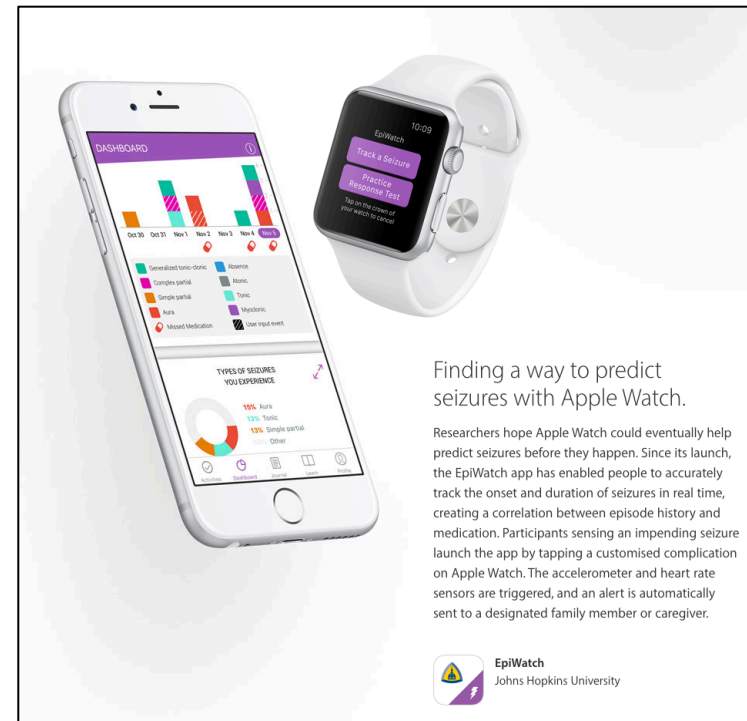 DASHBOARD
Oct 30 Oct 31 Nov 1 Nov 2 Nov 3 Nov 4 Nov 5
Generalized tonic-clonic Absence
Complex partial Atonic
Simple partial Tonic
Aura Myoclonic
Missed Medication User input event
TYPES OF SEIZURES
YOU EXPERIENCE
15% Aura
12% Tonic
13% Simple partial
Other
Activities Dashboard Journal Learn Profile
10:09
EpiWatch
Track a Seizure
Practice
Response Test
Tap on the crown of
your watch to cancel
Finding a way to predict
seizures with Apple Watch.
Researchers hope Apple Watch could eventually help
predict seizures before they happen. Since its launch,
the EpiWatch app has enabled people to accurately
track the onset and duration of seizures in real time,
creating a correlation between episode history and
medication. Participants sensing an impending seizure
launch the app by tapping a customised complication
on Apple Watch. The accelerometer and heart rate
sensors are triggered, and an alert is automatically
sent to a designated family member or caregiver.
EpiWatch
Johns Hopkins University